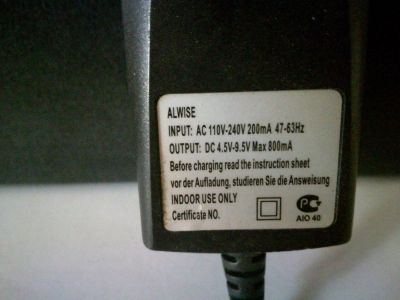 ALWISE
INPUT: AC 110V-240V 200mA 47-63Hz
OUTPUT: DC 4.5V-9.5V Max 800mA
Before charging read the instruction sheet
vor der Aufladung, studieren Sie die Answeisung
INDOOR USE ONLY
Certificate NO.
AIO 40